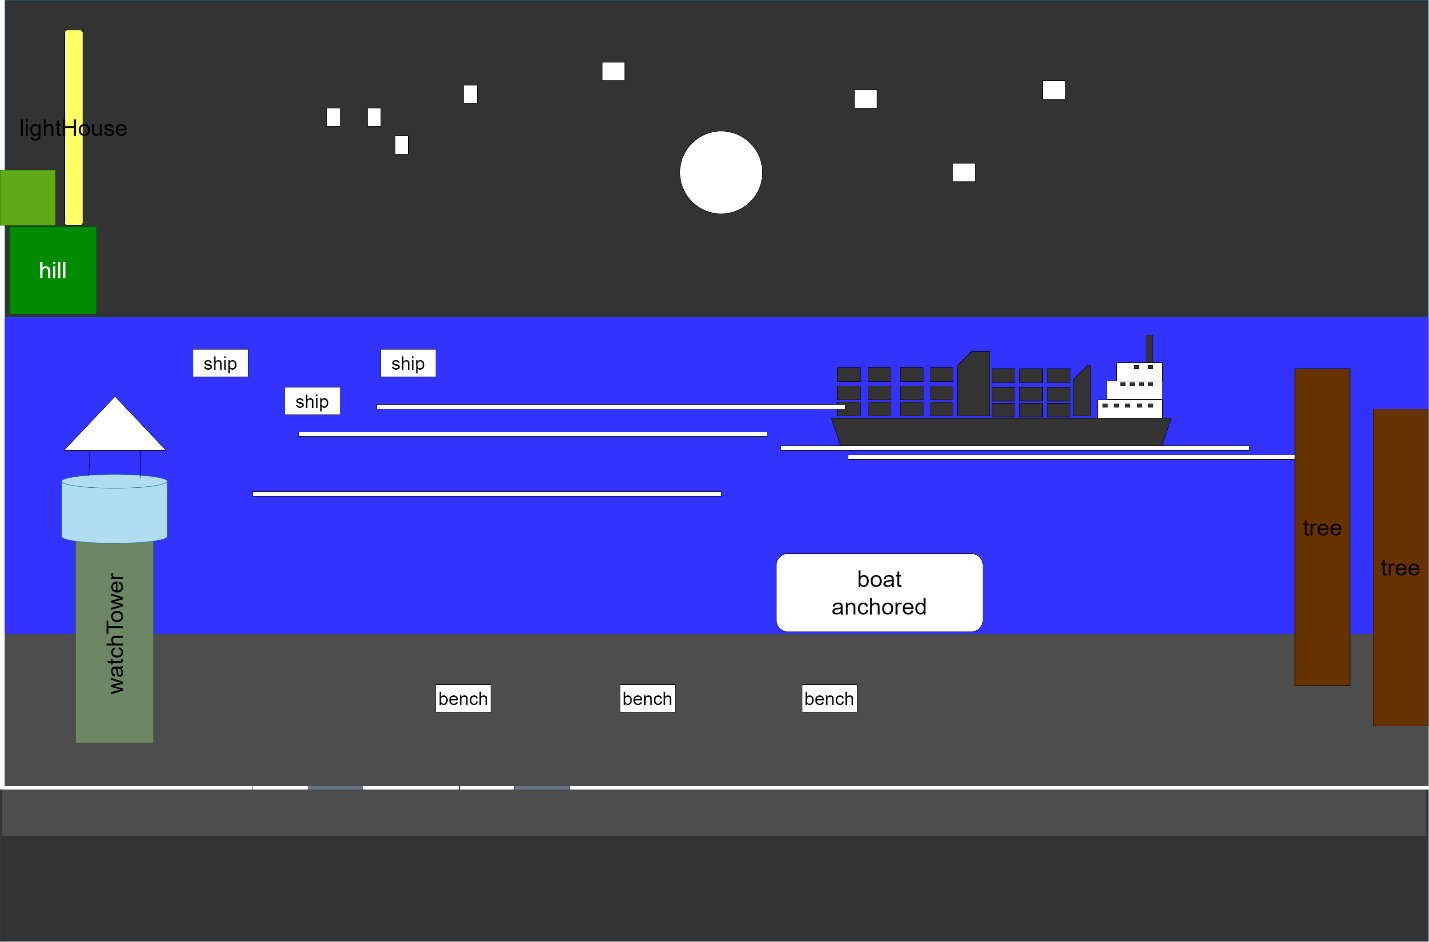 lightHouse
hill
ship
ship
ship
boat
anchored
tree
tree
watchTower
bench
bench
bench